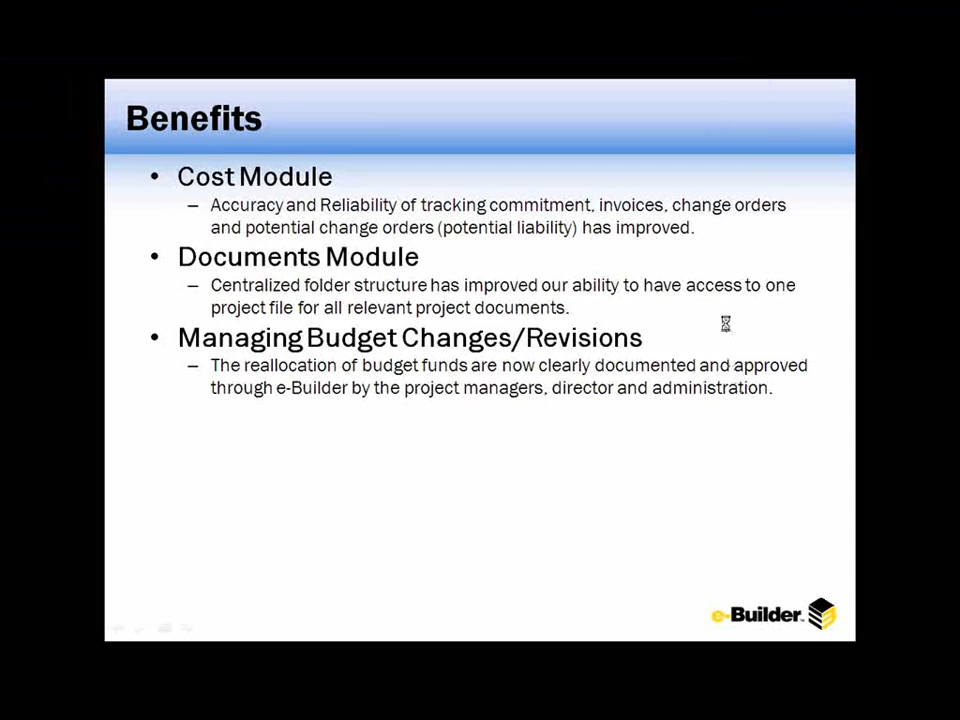 Benefits
• Cost Module
– Accuracy and Reliability of tracking commitment, invoices, change orders
and potential change orders (potential liability) has improved.
• Documents Module
– Centralized folder structure has improved our ability to have access to one
project file for all relevant project documents.
• Managing Budget Changes/Revisions
– The reallocation of budget funds are now clearly documented and approved
through e-Builder by the project managers, director and administration.
e-Builder™